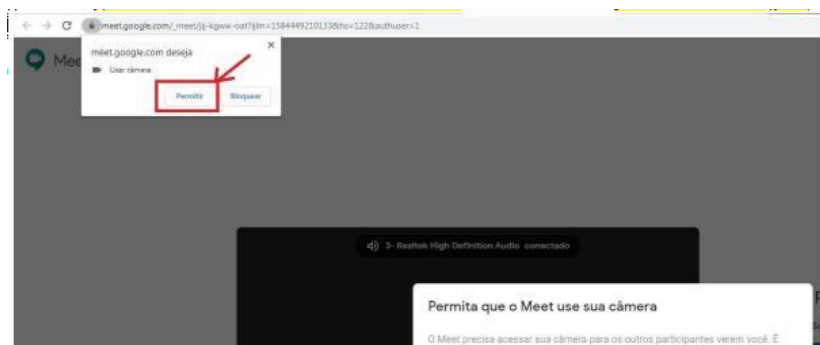 meet.google.com/_meet/jij-kgww-oat?ijlm=1584449210133&hs=122&authuser=1
meet.google.com deseja
Usar câmera
Permitir Bloquear
Mee
3- Realtek High Definition Audio conectado
Permita que o Meet use sua câmera
O Meet precisa acessar sua câmera para os outros participantes verem você. É